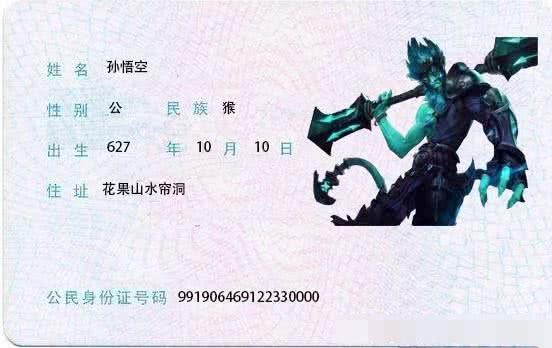 姓名 孙悟空
性别 公 民族 猴
出生 627 年 10 月 10 日
住址 花果山水帘洞
公民身份证号码 991906469122330000